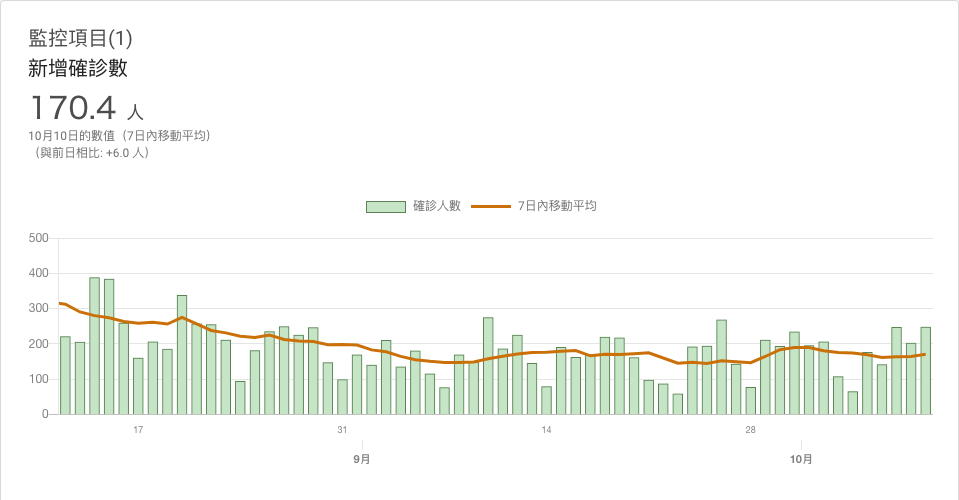 監控項目(1)
新增確診數
170.4 人
10月10日的數值（7日內移動平均）
（與前日相比: +6.0 人）
確診人數 7日內移動平均
500
400
300
200
100
0
17 31 14 28
9月 10月